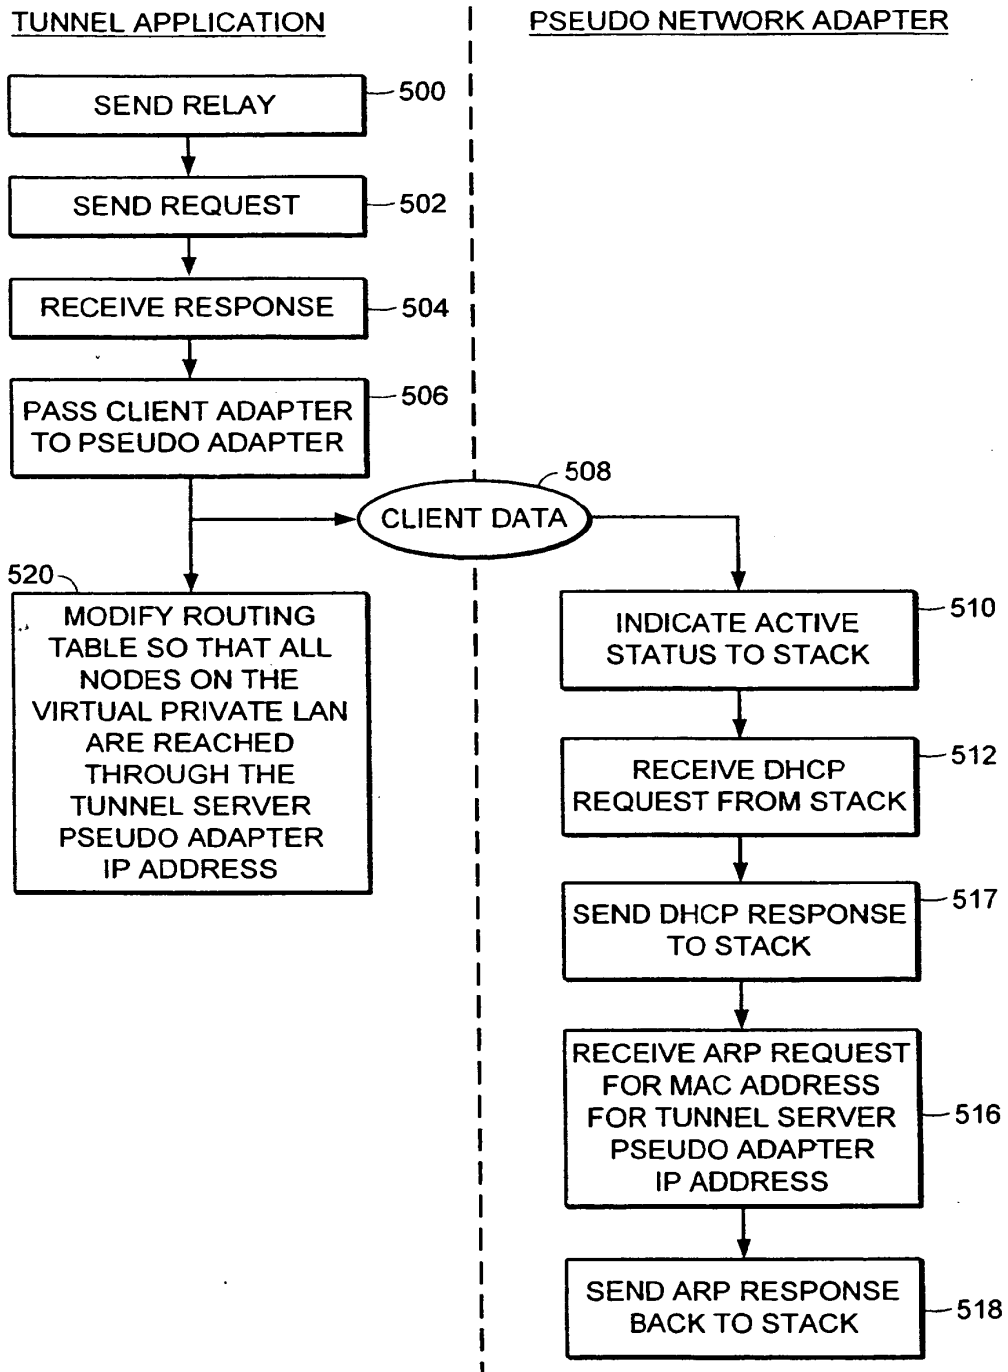 TUNNEL APPLICATION
PSEUDO NETWORK ADAPTER
SEND RELAY
500
SEND REQUEST
502
RECEIVE RESPONSE
504
PASS CLIENT ADAPTER
TO PSEUDO ADAPTER
506
508
CLIENT DATA
520
MODIFY ROUTING
TABLE SO THAT ALL
NODES ON THE
VIRTUAL PRIVATE LAN
ARE REACHED
THROUGH THE
TUNNEL SERVER
PSEUDO ADAPTER
IP ADDRESS
INDICATE ACTIVE
STATUS TO STACK
510
RECEIVE DHCP
REQUEST FROM STACK
512
SEND DHCP RESPONSE
TO STACK
517
RECEIVE ARP REQUEST
FOR MAC ADDRESS
FOR TUNNEL SERVER
PSEUDO ADAPTER
IP ADDRESS
516
SEND ARP RESPONSE
BACK TO STACK
518